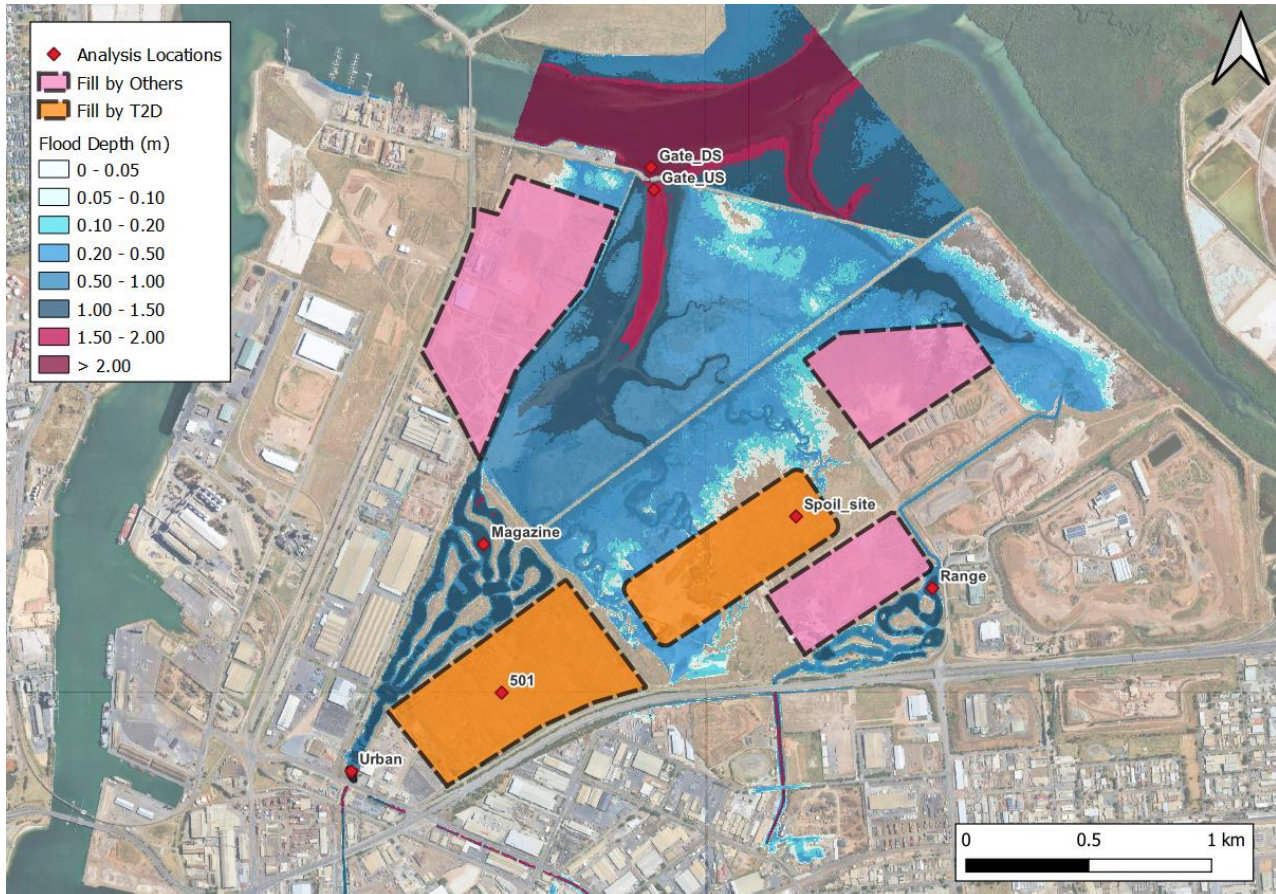 Analysis Locations
Fill by Others
Fill by T2D
Flood Depth (m)
0 - 0.05
0.05 - 0.10
0.10 - 0.20
0.20 - 0.50
0.50 - 1.00
1.00 - 1.50
1.50 - 2.00
> 2.00
Gate_DS
Gate_US
Spoil_site
Magazine
Range
501
Urban
0 0.5 1 km